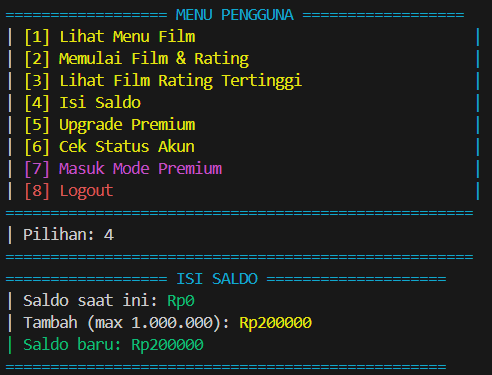 ================== MENU PENGGUNA ==================
| [1] Lihat Menu Film |
| [2] Memulai Film & Rating |
| [3] Lihat Film Rating Tertinggi |
| [4] Isi Saldo |
| [5] Upgrade Premium |
| [6] Cek Status Akun |
| [7] Masuk Mode Premium |
| [8] Logout |
====================================================
| Pilihan: 4
====================================================
================== ISI SALDO ====================
| Saldo saat ini: Rp0
| Tambah (max 1.000.000): Rp200000
| Saldo baru: Rp200000
=================================================